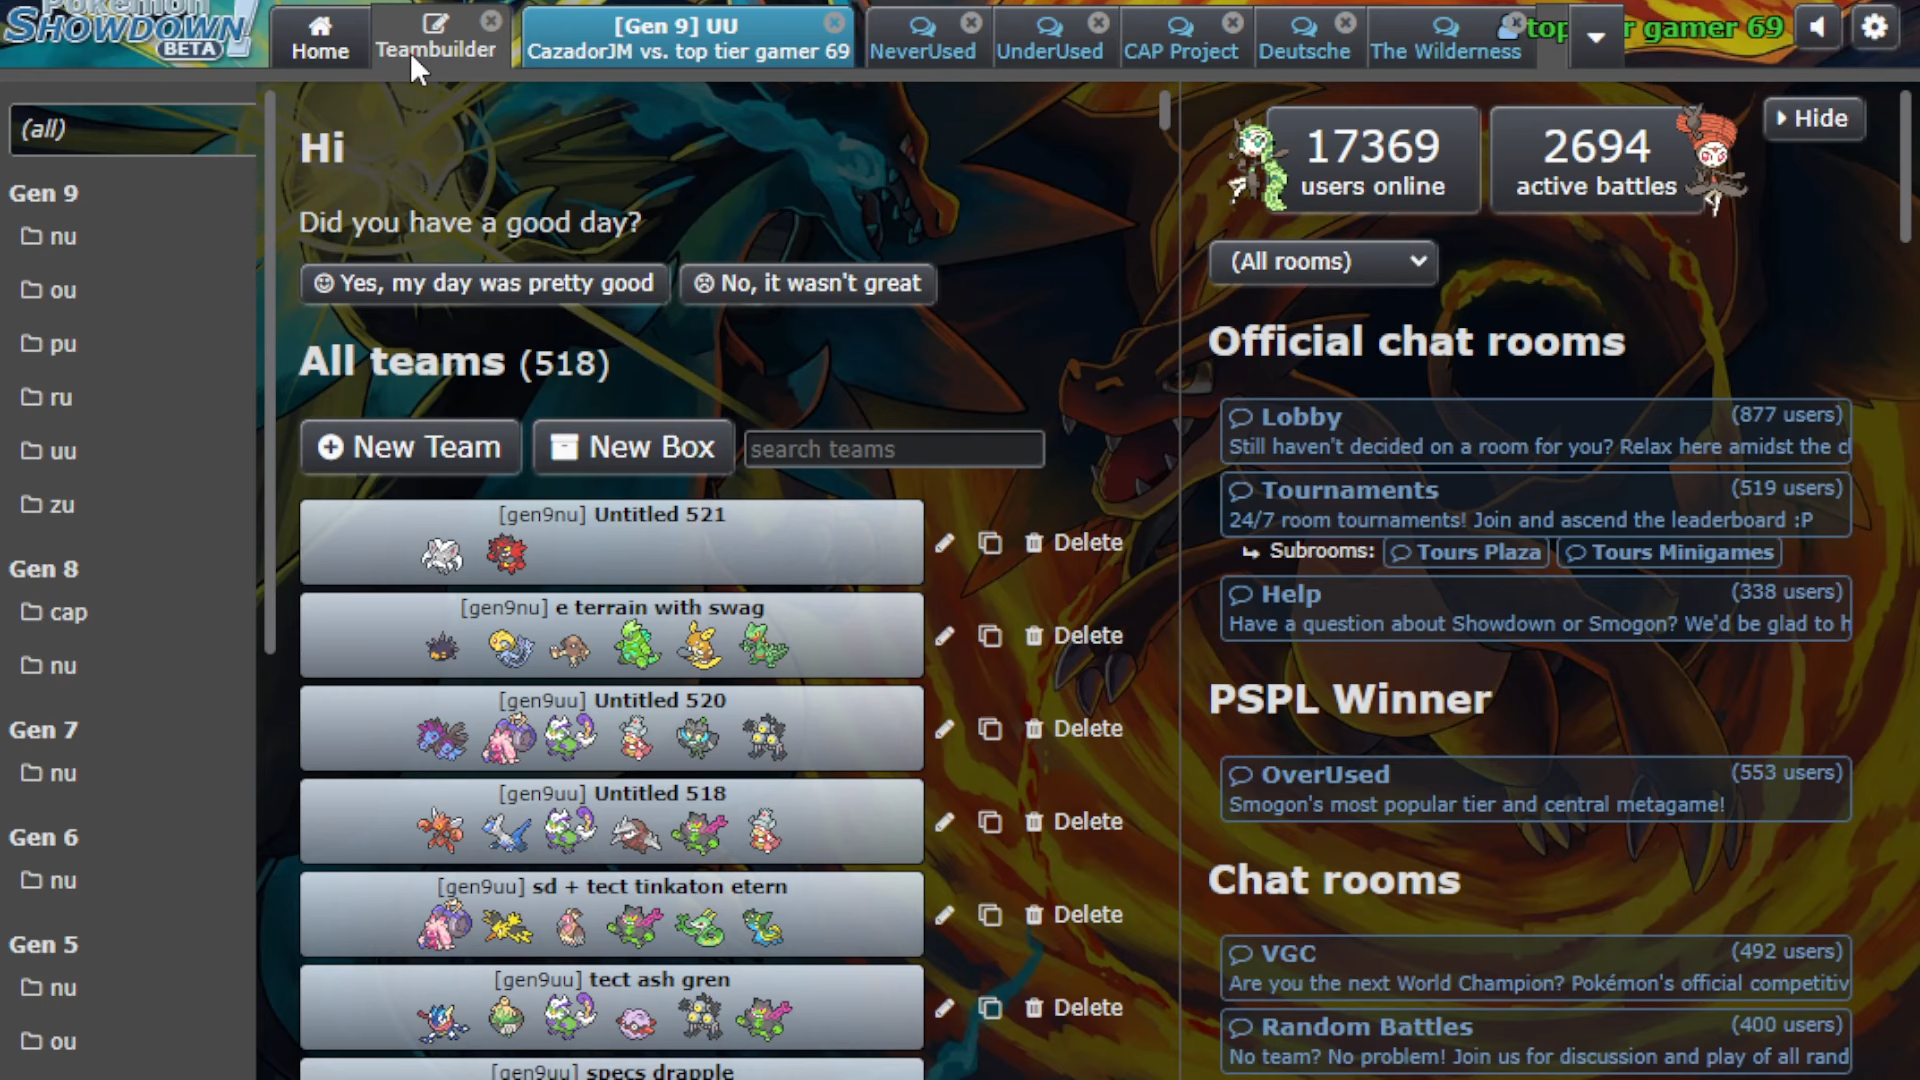 Pokémon
SHOWDOWN!
BETA
Home
Teambuilder
[Gen 9] UU
CazadorJM vs. top tier gamer 69
NeverUsed
UnderUsed
CAP Project
Deutsche
The Wilderness
top
r gamer 69
(all)
Gen 9
nu
ou
pu
ru
uu
zu
Gen 8
cap
nu
Gen 7
nu
Gen 6
nu
Gen 5
nu
ou
Hi
Did you have a good day?
Yes, my day was pretty good
No, it wasn't great
All teams (518)
New Team
New Box
search teams
[gen9nu] Untitled 521
Delete
[gen9nu] e terrain with swag
Delete
[gen9uu] Untitled 520
Delete
[gen9uu] Untitled 518
Delete
[gen9uu] sd + tect tinkaton etern
Delete
[gen9uu] tect ash gren
Delete
[gen9uu] specs drapple
17369
users online
2694
active battles
Hide
(All rooms)
Official chat rooms
Lobby (877 users)
Still haven't decided on a room for you? Relax here amidst the cl
Tournaments (519 users)
24/7 room tournaments! Join and ascend the leaderboard :P
Subrooms: Tours Plaza Tours Minigames
Help (338 users)
Have a question about Showdown or Smogon? We'd be glad to h
PSPL Winner
OverUsed (553 users)
Smogon's most popular tier and central metagame!
Chat rooms
VGC (492 users)
Are you the next World Champion? Pokémon's official competitiv
Random Battles (400 users)
No team? No problem! Join us for discussion and play of all rand